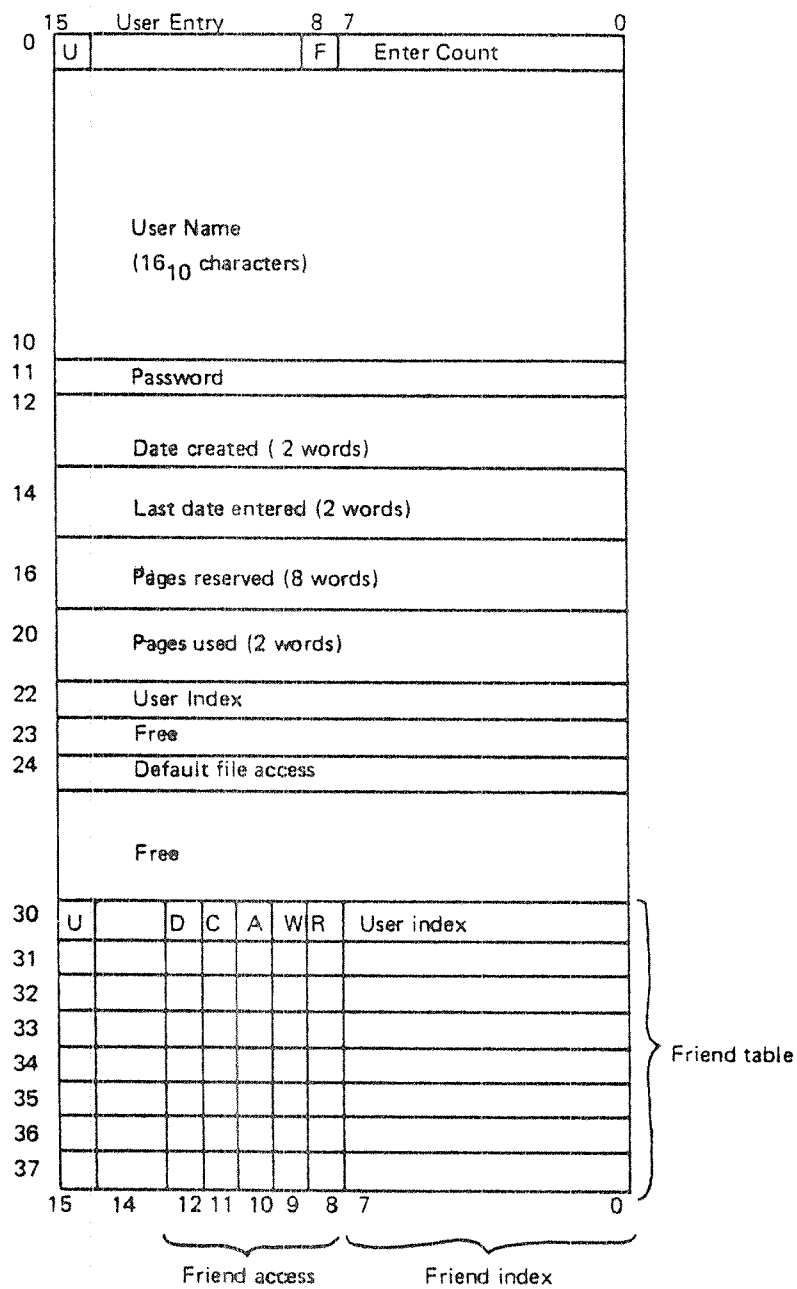 15 User Entry 8 7 0
0 U F Enter Count
User Name
(16₁₀ characters)
10
11 Password
12
Date created ( 2 words)
14 Last date entered (2 words)
16 Pages reserved (8 words)
20 Pages used (2 words)
22 User Index
23 Free
24 Default file access
Free
30 U D C A W R User index
31
32
33
34 Friend table
35
36
37
15 14 12 11 10 9 8 7 0
Friend access Friend index